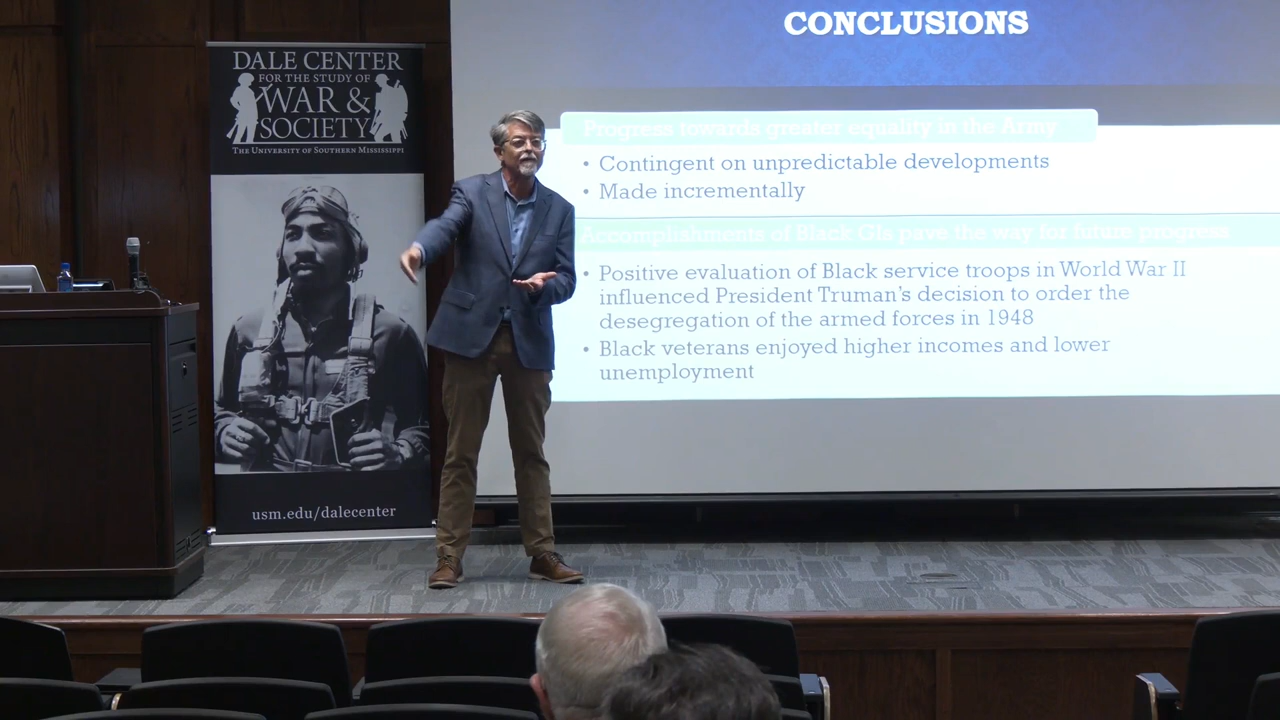 DALE CENTER
FOR THE STUDY OF
WAR &
SOCIETY
THE UNIVERSITY OF SOUTHERN MISSISSIPPI
usm.edu/dalecenter
CONCLUSIONS
Progress towards greater equality in the Army
• Contingent on unpredictable developments
• Made incrementally
Accomplishments of Black GIs pave the way for future progress
• Positive evaluation of Black service troops in World War II
influenced President Truman's decision to order the
desegregation of the armed forces in 1948
• Black veterans enjoyed higher incomes and lower
unemployment